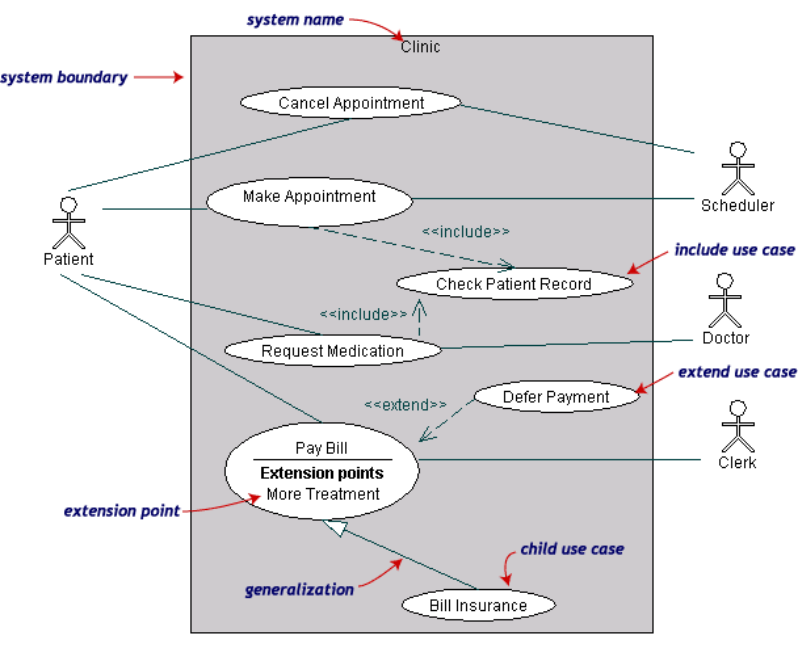 system name
Clinic
system boundary
Cancel Appointment
Make Appointment
Scheduler
<<include>>
Patient
include use case
Check Patient Record
<<include>>
Doctor
Request Medication
extend use case
Defer Payment
<<extend>>
Pay Bill
Clerk
Extension points
More Treatment
extension point
child use case
generalization
Bill Insurance